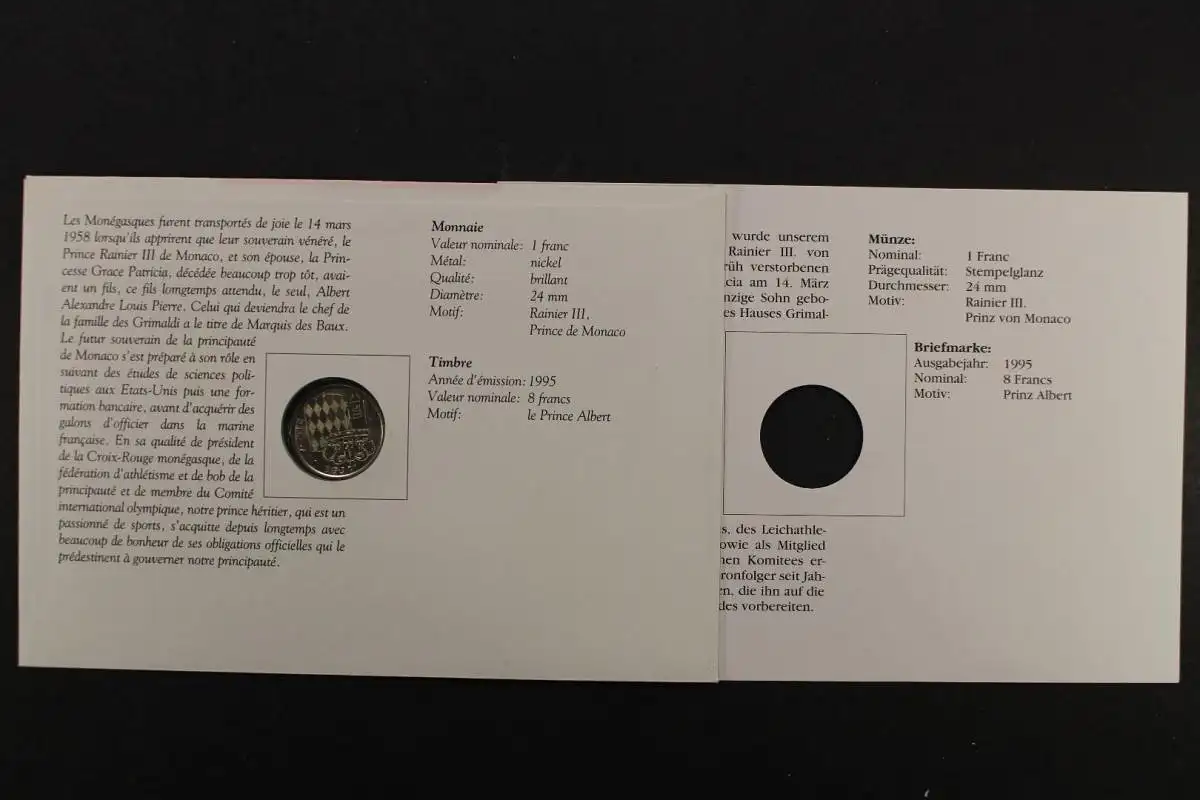 Les Monégasques furent transportés de joie le 14 mars
1958 lorsqu'ils apprirent que leur souverain vénéré, le
Prince Rainier III de Monaco, et son épouse, la Prin-
cesse Grace Patricia, décédée beaucoup trop tôt, avai-
ent un fils, ce fils lomgtemps attendu, le seul, Albert
Alexandre Louis Pierre. Celui qui deviendra le chef de
la famille des Grimaldi a le titre de Marquis des Baux.
Le futur souverain de la principauté
de Monaco s'est préparé à son rôle en
suivant des études de sciences poli-
tiques aux Etats-Unis puis une for-
mation bancaire, avant d'acquérir des
galons d'officier dans la marine
française. En sa qualité de président
de la Croix-Rouge monégasque, de la
fédération d'athlétisme et de bob de la
principauté et de membre du Comité
international olympique, notre prince héritier, qui est un
passionné de sports, s'acquitte depuis longtemps avec
beaucoup de bonheur de ses obligations officielles qui le
prédestinent à gouverner notre principauté.
Monnaie
Valeur nominale: 1 franc
Métal: nickel
Qualité: brillant
Diamètre: 24 mm
Motif: Rainier III,
Prince de Monaco
Timbre
Année d'émission: 1995
Valeur nominale: 8 francs
Motif: le Prince Albert
wurde unserem
Rainier III. von
rüh verstorbenen
cia am 14. März
nzige Sohn gebo-
es Hauses Grimal-
s, des Leichathle-
owie als Mitglied
nen Komitees er-
ronfolger seit Jah-
n, die ihn auf die
des vorbereiten.
Münze:
Nominal: 1 Franc
Prägequalität: Stempelglanz
Durchmesser: 24 mm
Motiv: Rainier III.
Prinz von Monaco
Briefmarke:
Ausgabejahr: 1995
Nominal: 8 Francs
Motiv: Prinz Albert